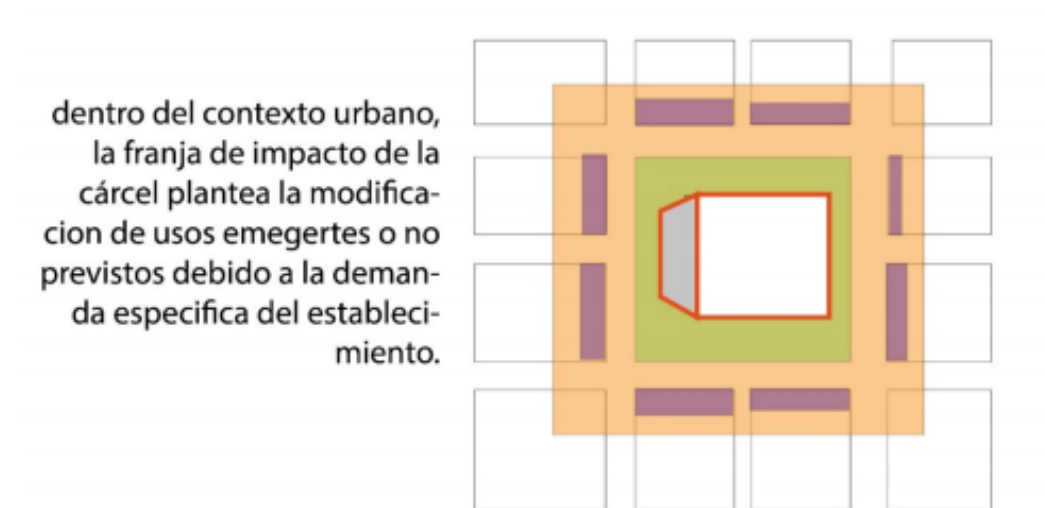 dentro del contexto urbano,
la franja de impacto de la
cárcel plantea la modifica-
cion de usos emegertes o no
previstos debido a la deman-
da especifica del estableci-
miento.